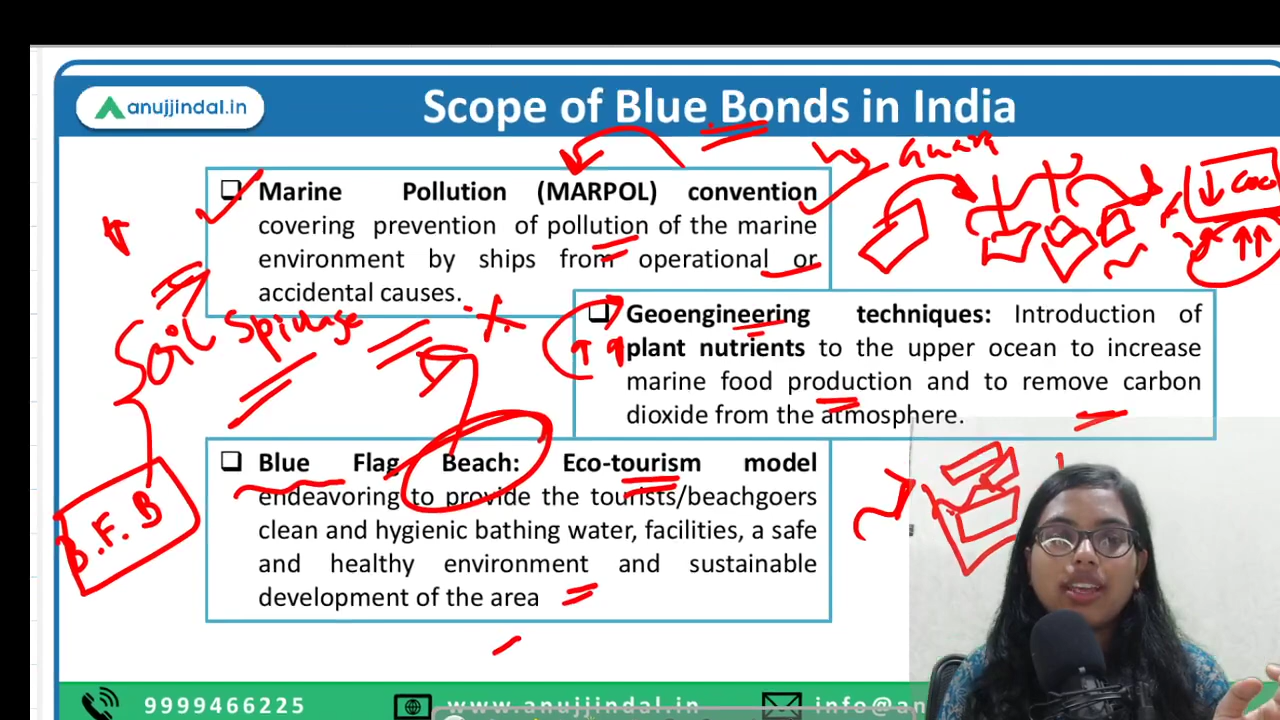 anujjindal.in
Scope of Blue Bonds in India
Marine Pollution (MARPOL) convention
covering prevention of pollution of the marine
environment by ships from operational or
accidental causes.
Soil Spillage
Geoengineering techniques: Introduction of
plant nutrients to the upper ocean to increase
marine food production and to remove carbon
dioxide from the atmosphere.
Blue Flag Beach: Eco-tourism model
endeavoring to provide the tourists/beachgoers
clean and hygienic bathing water, facilities, a safe
and healthy environment and sustainable
development of the area
B.F.B
9999466225
www.anujjindal.in
info@an